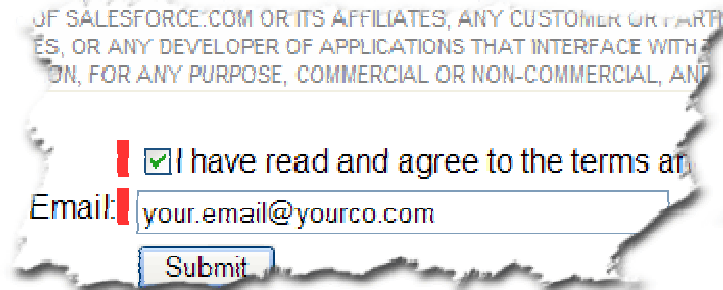 OF SALESFORCE.COM OR ITS AFFILIATES, ANY CUSTOMER OR
ES, OR ANY DEVELOPER OF APPLICATIONS THAT INTERFACE WITH
ON, FOR ANY PURPOSE, COMMERCIAL OR NON-COMMERCIAL, AND
I have read and agree to the terms
Email: your.email@yourco.com
Submit